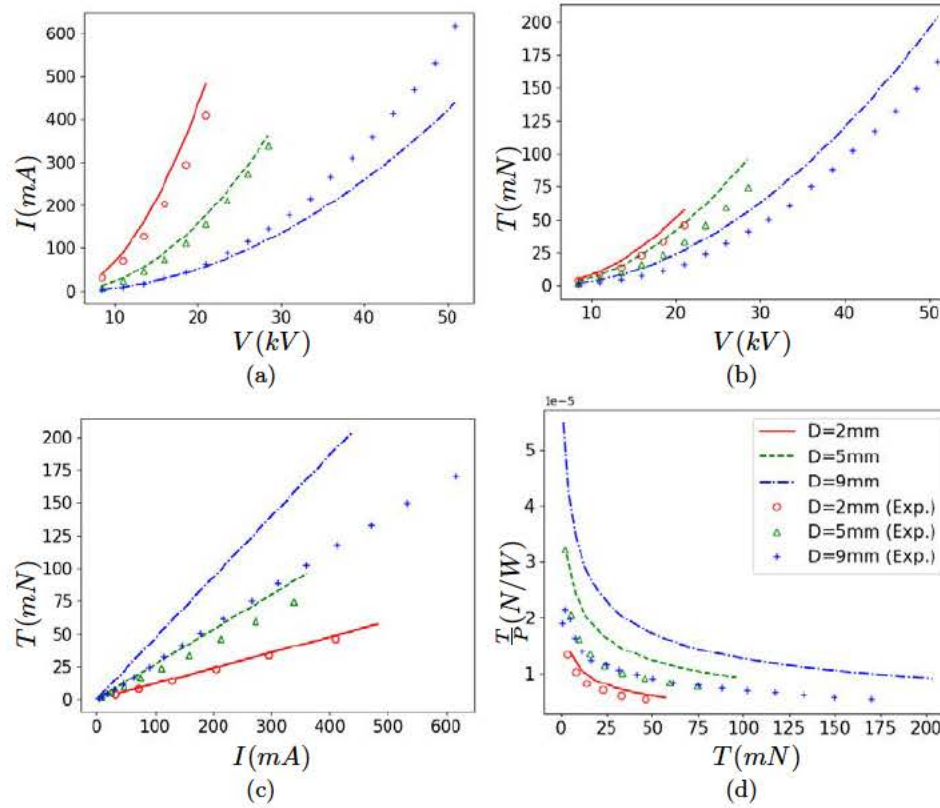 600
500
400
300
200
100
0
I(mA)
10 20 30 40 50
V(kV)
(a)
200
175
150
125
100
75
50
25
0
T(mN)
10 20 30 40 50
V(kV)
(b)
200
175
150
125
100
75
50
25
0
T(mN)
0 100 200 300 400 500 600
I(mA)
(c)
1e-5
5
4
3
2
1
T/P (N/W)
D=2mm
D=5mm
D=9mm
D=2mm (Exp.)
D=5mm (Exp.)
D=9mm (Exp.)
0 25 50 75 100 125 150 175 200
T(mN)
(d)